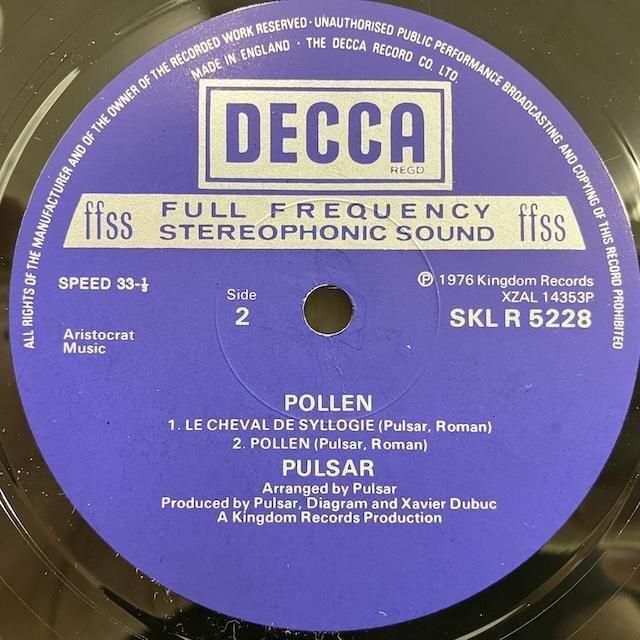 ALL RIGHTS OF THE MANUFACTURER AND OF THE OWNER OF THE RECORDED WORK RESERVED · UNAUTHORISED PUBLIC PERFORMANCE BROADCASTING AND COPYING OF THIS RECORD PROHIBITED
MADE IN ENGLAND · THE DECCA RECORD CO. LTD.
DECCA
REGD
ffss FULL FREQUENCY ffss
STEREOPHONIC SOUND
SPEED 33-⅓
℗ 1976 Kingdom Records
Side
XZAL 14353P
2
SKL R 5228
Aristocrat
Music
POLLEN
1. LE CHEVAL DE SYLLOGIE (Pulsar, Roman)
2. POLLEN (Pulsar, Roman)
PULSAR
Arranged by Pulsar
Produced by Pulsar, Diagram and Xavier Dubuc
A Kingdom Records Production